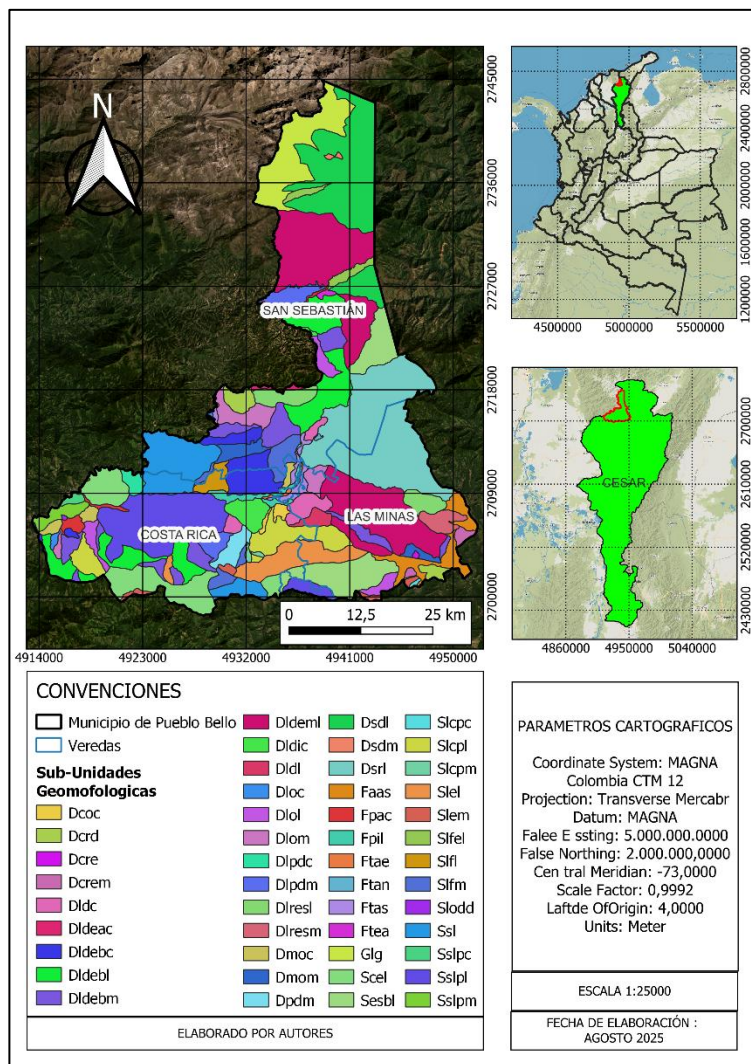 N
SAN SEBASTIÁN
COSTA RICA
LAS MINAS
0 12,5 25 km
2745000
2736000
2727000
2718000
2709000
2700000
4914000 4923000 4932000 4941000 4950000
2800000
2400000
2000000
1600000
1200000
4500000 5000000 5500000
CESAR
2700000
2610000
2520000
2430000
4860000 4950000 5040000
CONVENCIONES
Municipio de Pueblo Bello
Veredas
Sub-Unidades
Geomofologicas
Dcoc
Dcrd
Dcre
Dcrem
Dldc
Dldeac
Dldebc
Dldebl
Dldebm
Dldeml
Dldic
Dldl
Dloc
Dlol
Dlom
Dlpdc
Dlpdm
Dlresl
Dlresm
Dmoc
Dmom
Dpdm
Dsdl
Dsdm
Dsrl
Faas
Fpac
Fpil
Ftae
Ftan
Ftas
Ftea
Glg
Scel
Sesbl
Slcpc
Slcpl
Slcpm
Slel
Slem
Slfel
Slfl
Slfm
Slodd
Ssl
Sslpc
Sslpl
Sslpm
ELABORADO POR AUTORES
PARAMETROS CARTOGRAFICOS
Coordinate System: MAGNA
Colombia CTM 12
Projection: Transverse Mercabr
Datum: MAGNA
Falee E ssting: 5.000.000.0000
False Northing: 2.000.000,0000
Cen tral Meridian: -73,0000
Scale Factor: 0,9992
Laftde OfOrigin: 4,0000
Units: Meter
ESCALA 1:25000
FECHA DE ELABORACIÓN :
AGOSTO 2025